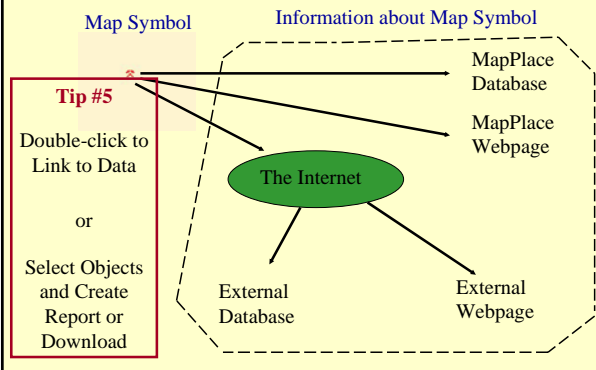 Map Symbol
Information about Map Symbol
Tip #5
Double-click to
Link to Data
or
Select Objects
and Create
Report or
Download
MapPlace
Database
MapPlace
Webpage
The Internet
External
Database
External
Webpage